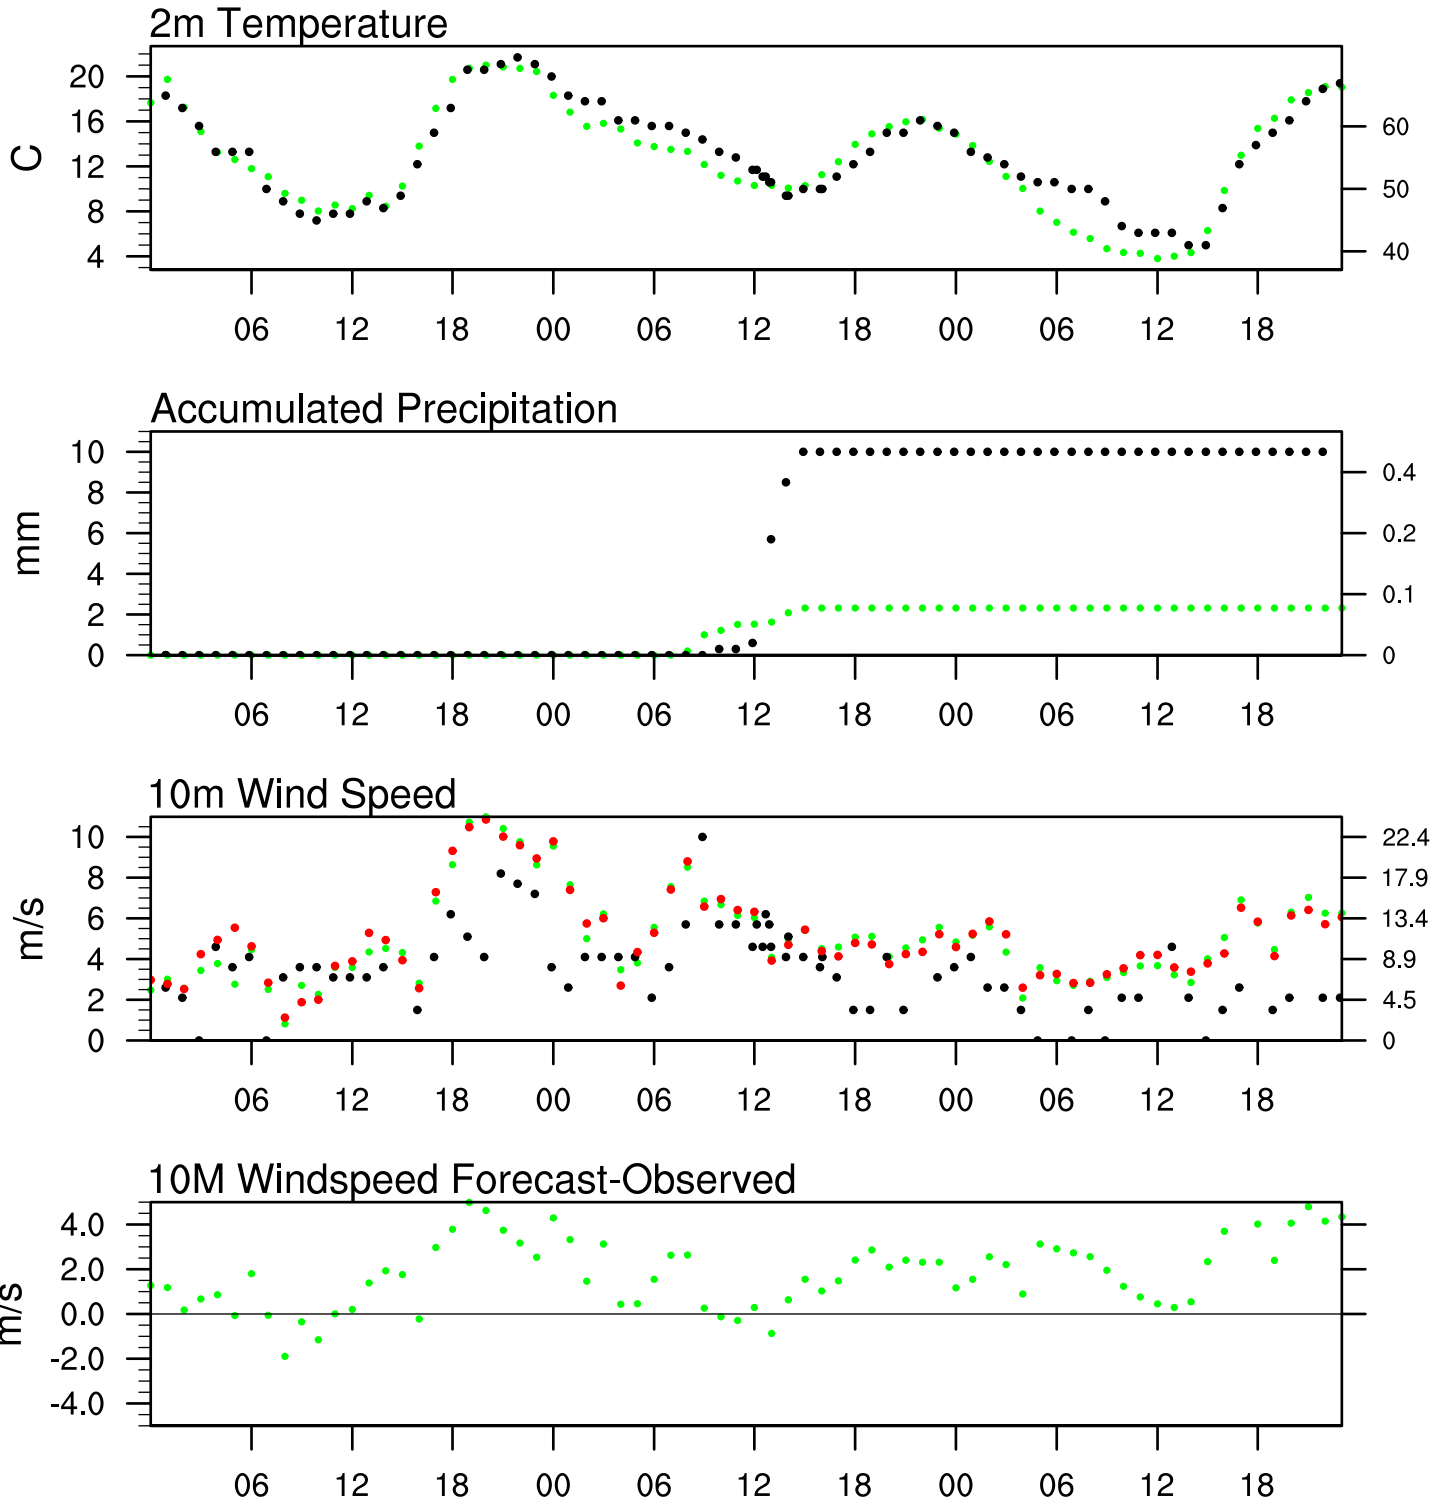 2m Temperature
20
16
12
8
4
C
60
50
40
06 12 18 00 06 12 18 00 06 12 18
Accumulated Precipitation
10
8
6
4
2
0
mm
0.4
0.2
0.1
0
06 12 18 00 06 12 18 00 06 12 18
10m Wind Speed
10
8
6
4
2
0
m/s
22.4
17.9
13.4
8.9
4.5
0
06 12 18 00 06 12 18 00 06 12 18
10M Windspeed Forecast-Observed
4.0
2.0
0.0
-2.0
-4.0
m/s
06 12 18 00 06 12 18 00 06 12 18